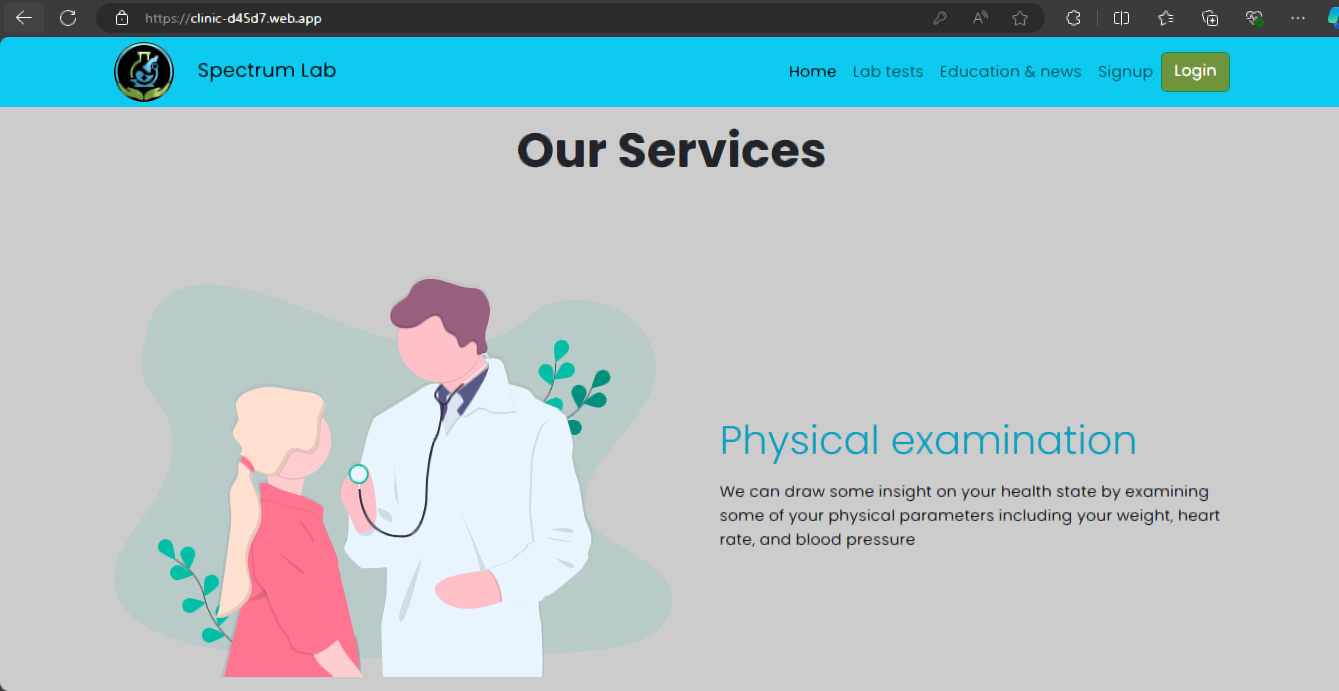 https://clinic-d45d7.web.app
Spectrum Lab
Home Lab tests Education & news Signup Login
Our Services
Physical examination
We can draw some insight on your health state by examining
some of your physical parameters including your weight, heart
rate, and blood pressure